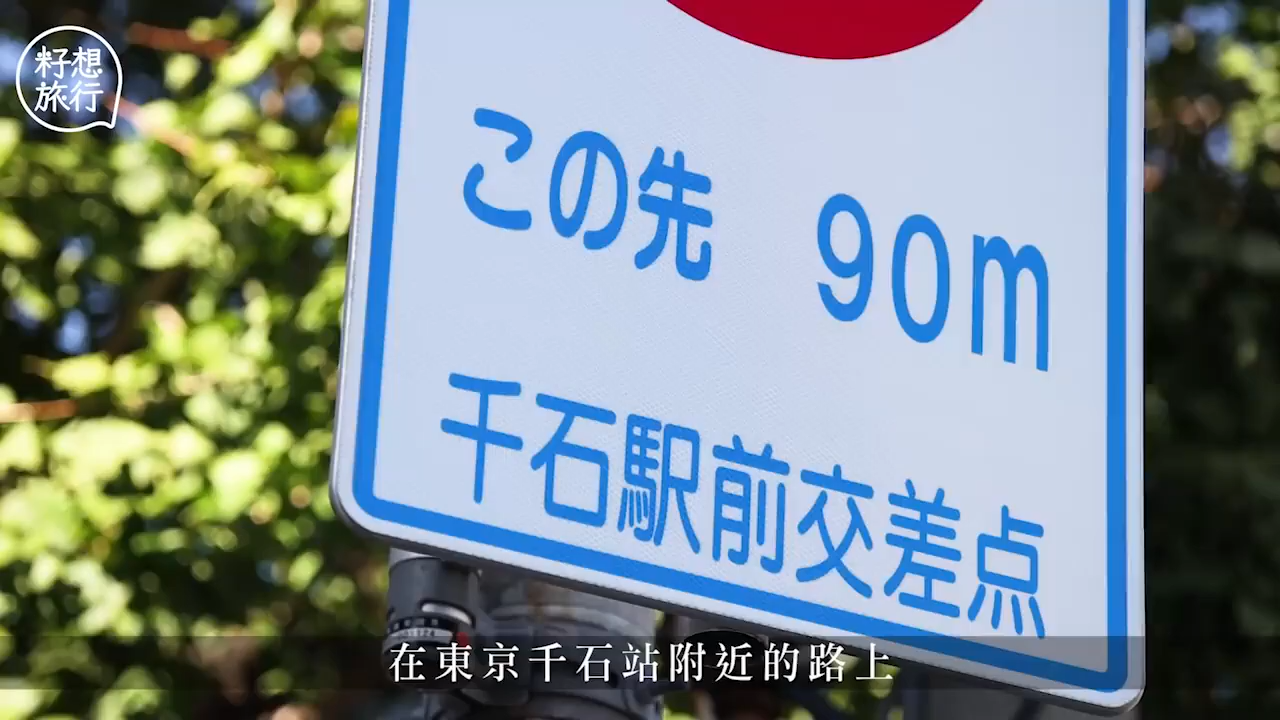 籽想
旅行
この先 90m
千石駅前交差点
在東京千石站附近的路上